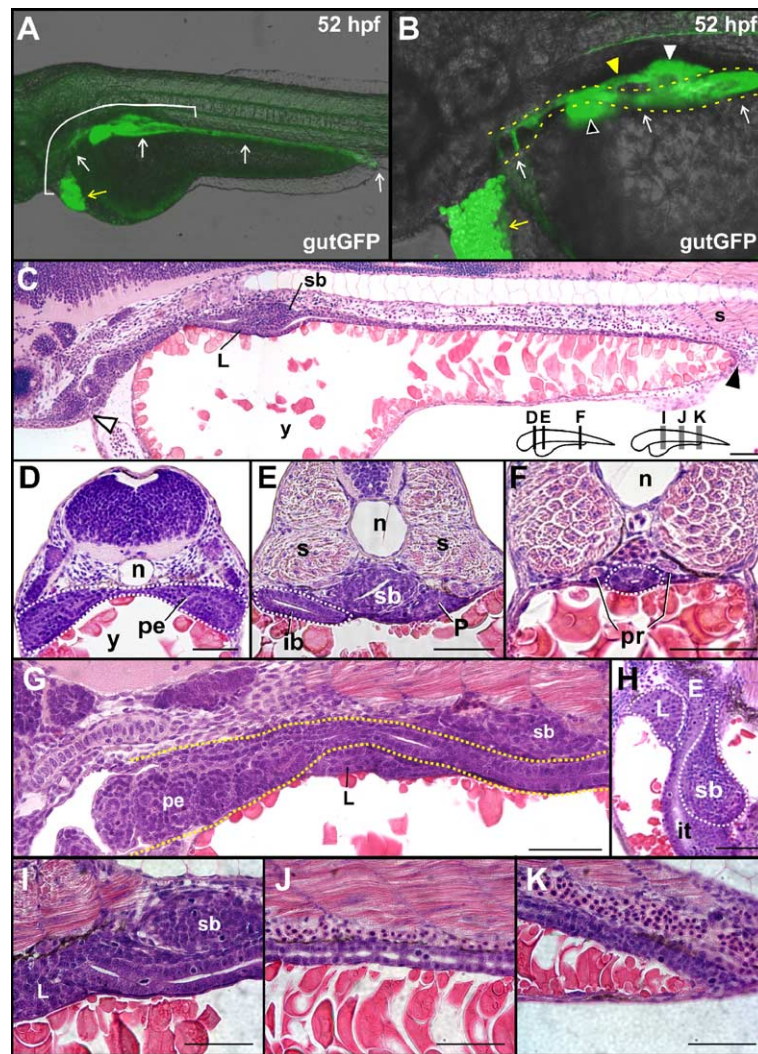 A 52 hpf
gutGFP
B 52 hpf
gutGFP
C
sb
L
s
y
D E F
I J K
D
n
pe
y
E
n
s
s
sb
ib
P
F
n
pr
G
sb
pe
L
H
E
L
sb
it
I
sb
L
J
K